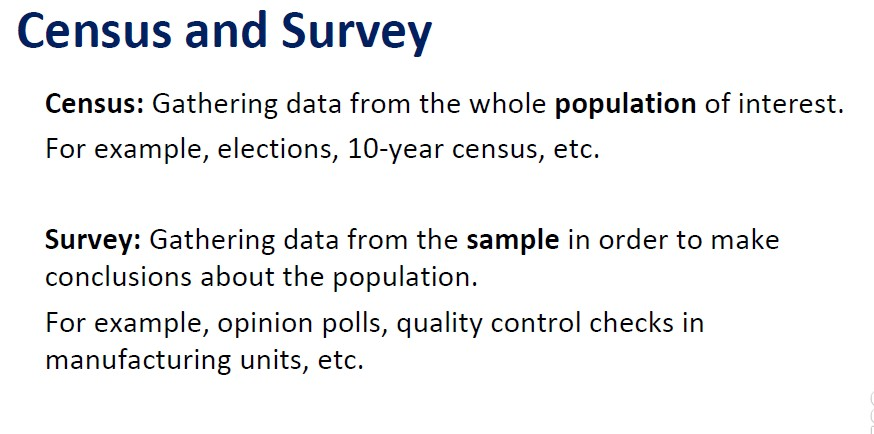 Census and Survey
Census: Gathering data from the whole population of interest.
For example, elections, 10-year census, etc.
Survey: Gathering data from the sample in order to make
conclusions about the population.
For example, opinion polls, quality control checks in
manufacturing units, etc.